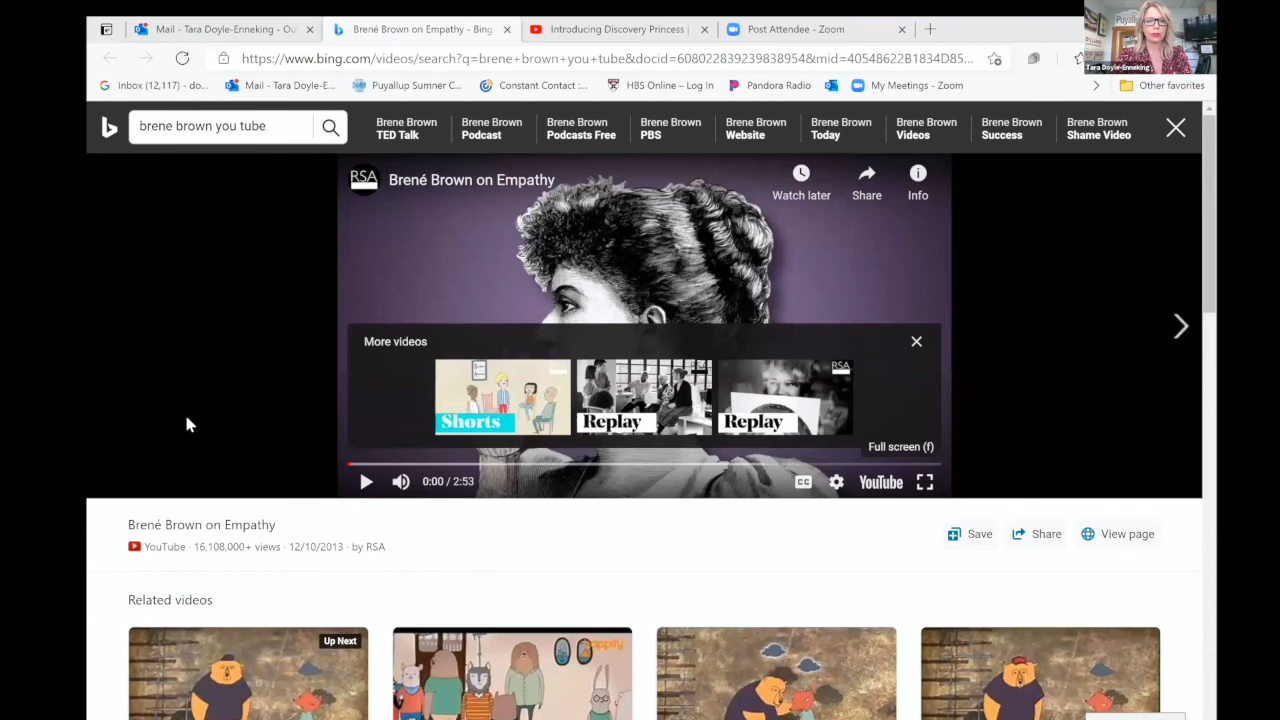 Mail - Tara Doyle-Enneking - Ou
Brené Brown on Empathy - Bing
Introducing Discovery Princess |
Post Attendee - Zoom
https://www.bing.com/videos/search?q=brene+brown+you+tube&docid=608022839239838954&mid=40548622B1834D85...
Inbox (12,117) - do...
Mail - Tara Doyle-E...
Puyallup Sumner C...
Constant Contact :...
HBS Online – Log In
Pandora Radio
My Meetings - Zoom
Other favorites
Tara Doyle-Enneking
brene brown you tube
Brene Brown
TED Talk
Brene Brown
Podcast
Brene Brown
Podcasts Free
Brene Brown
PBS
Brene Brown
Website
Brene Brown
Today
Brene Brown
Videos
Brene Brown
Success
Brene Brown
Shame Video
RSA
Brené Brown on Empathy
Watch later
Share
Info
More videos
Shorts
Replay
RSA
Replay
Full screen (f)
0:00 / 2:53
CC
YouTube
Brené Brown on Empathy
YouTube · 16,108,000+ views · 12/10/2013 · by RSA
Save
Share
View page
Related videos
Up Next